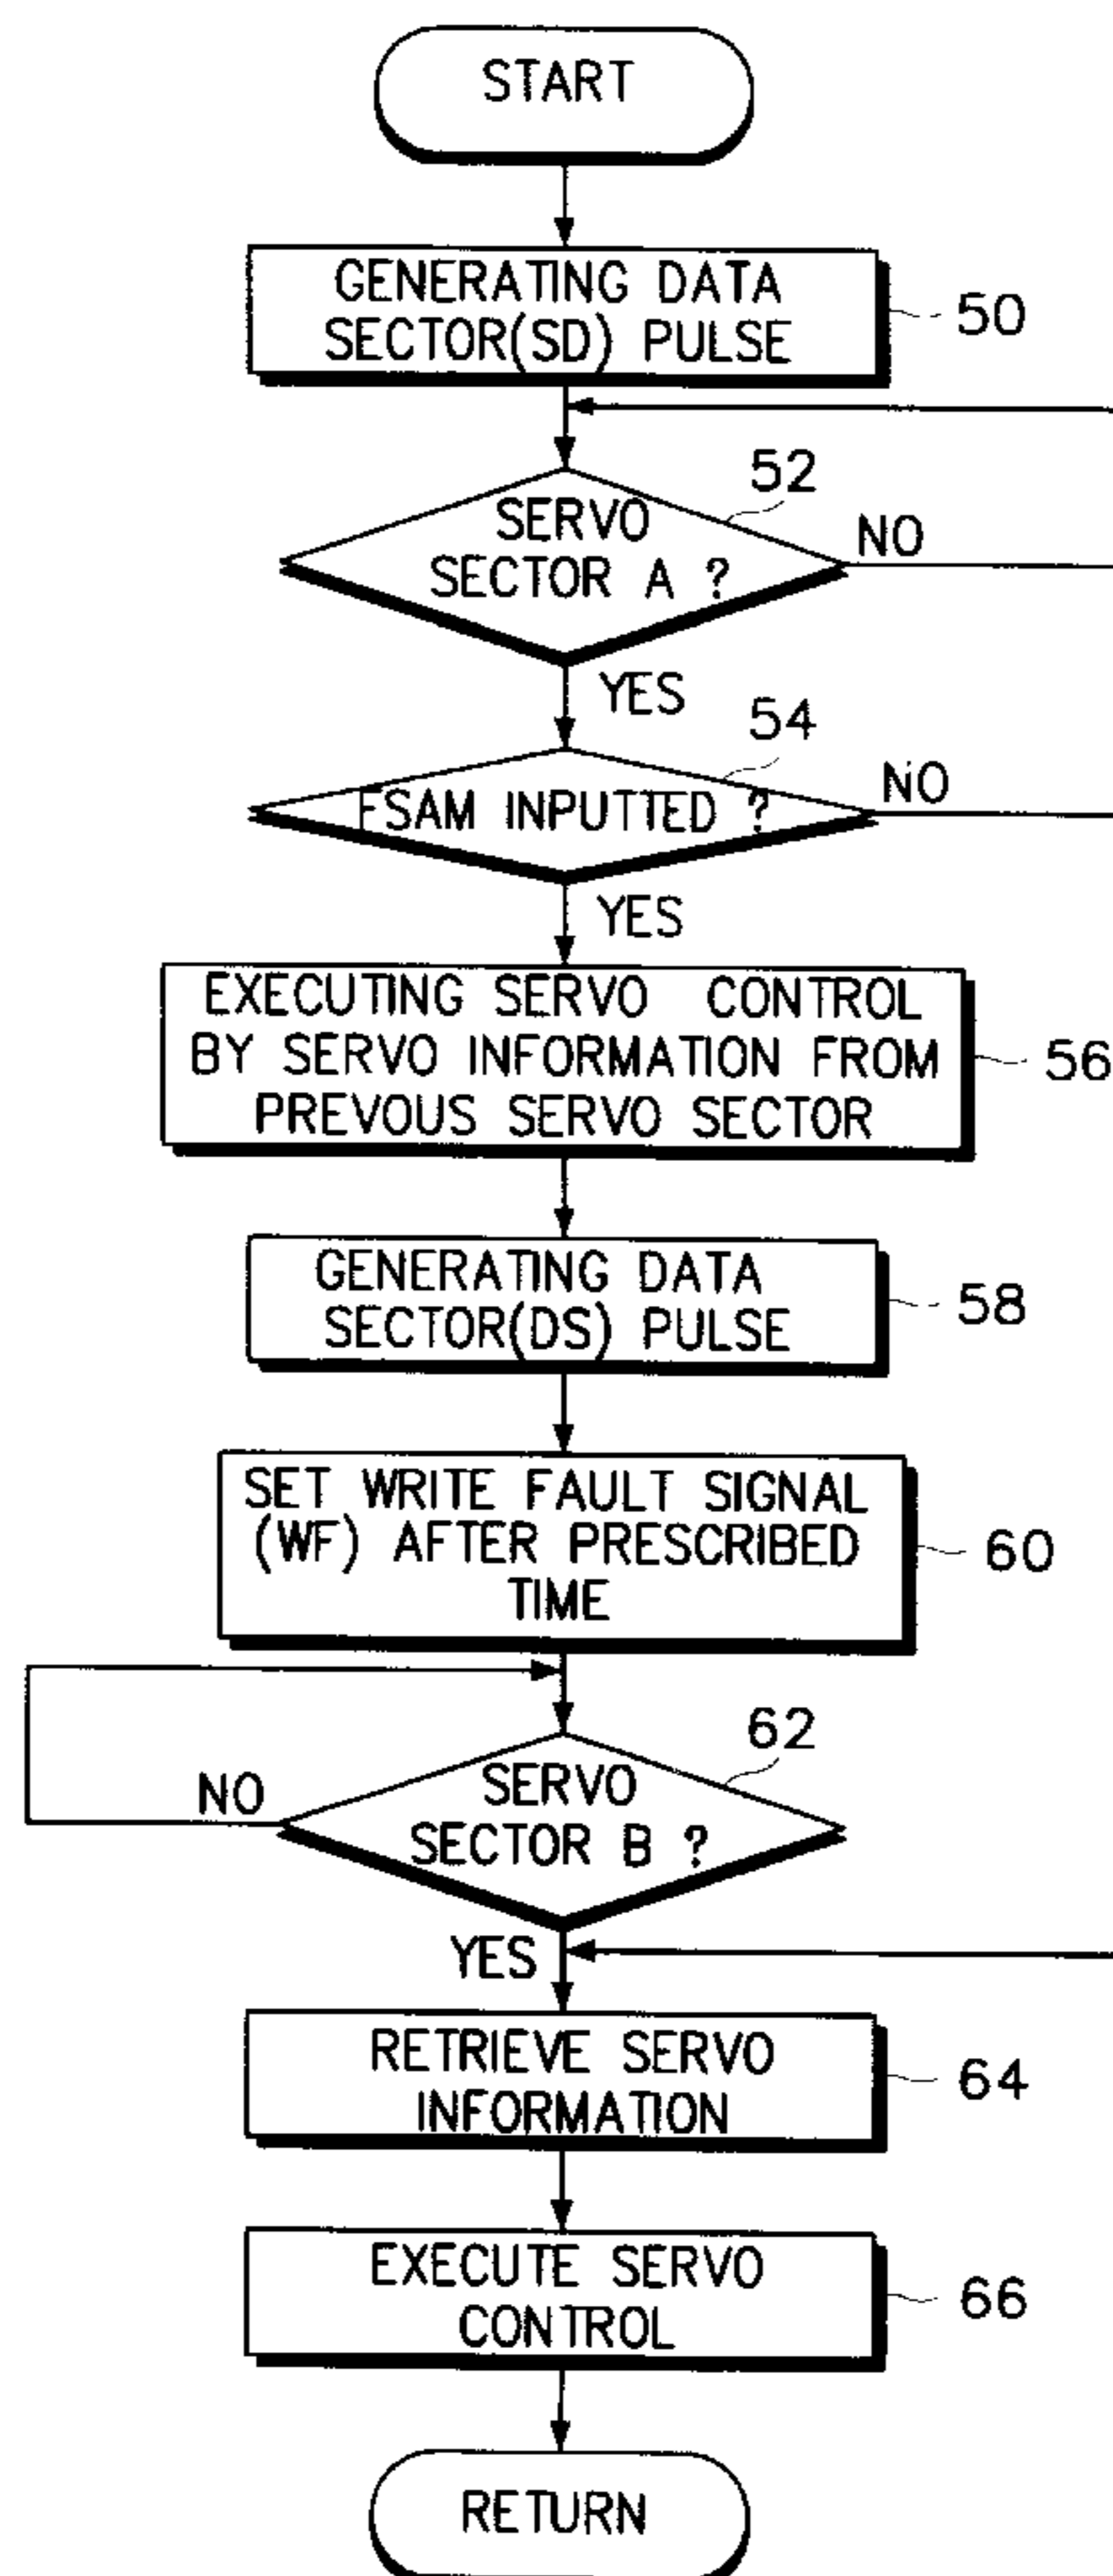 START
GENERATING DATA
SECTOR(SD) PULSE
50
52
SERVO
SECTOR A ?
NO
YES
54
FSAM INPUTTED ?
NO
YES
EXECUTING SERVO CONTROL
BY SERVO INFORMATION FROM
PREVOUS SERVO SECTOR
56
GENERATING DATA
SECTOR(DS) PULSE
58
SET WRITE FAULT SIGNAL
(WF) AFTER PRESCRIBED
TIME
60
62
SERVO
SECTOR B ?
NO
YES
RETRIEVE SERVO
INFORMATION
64
EXECUTE SERVO
CONTROL
66
RETURN